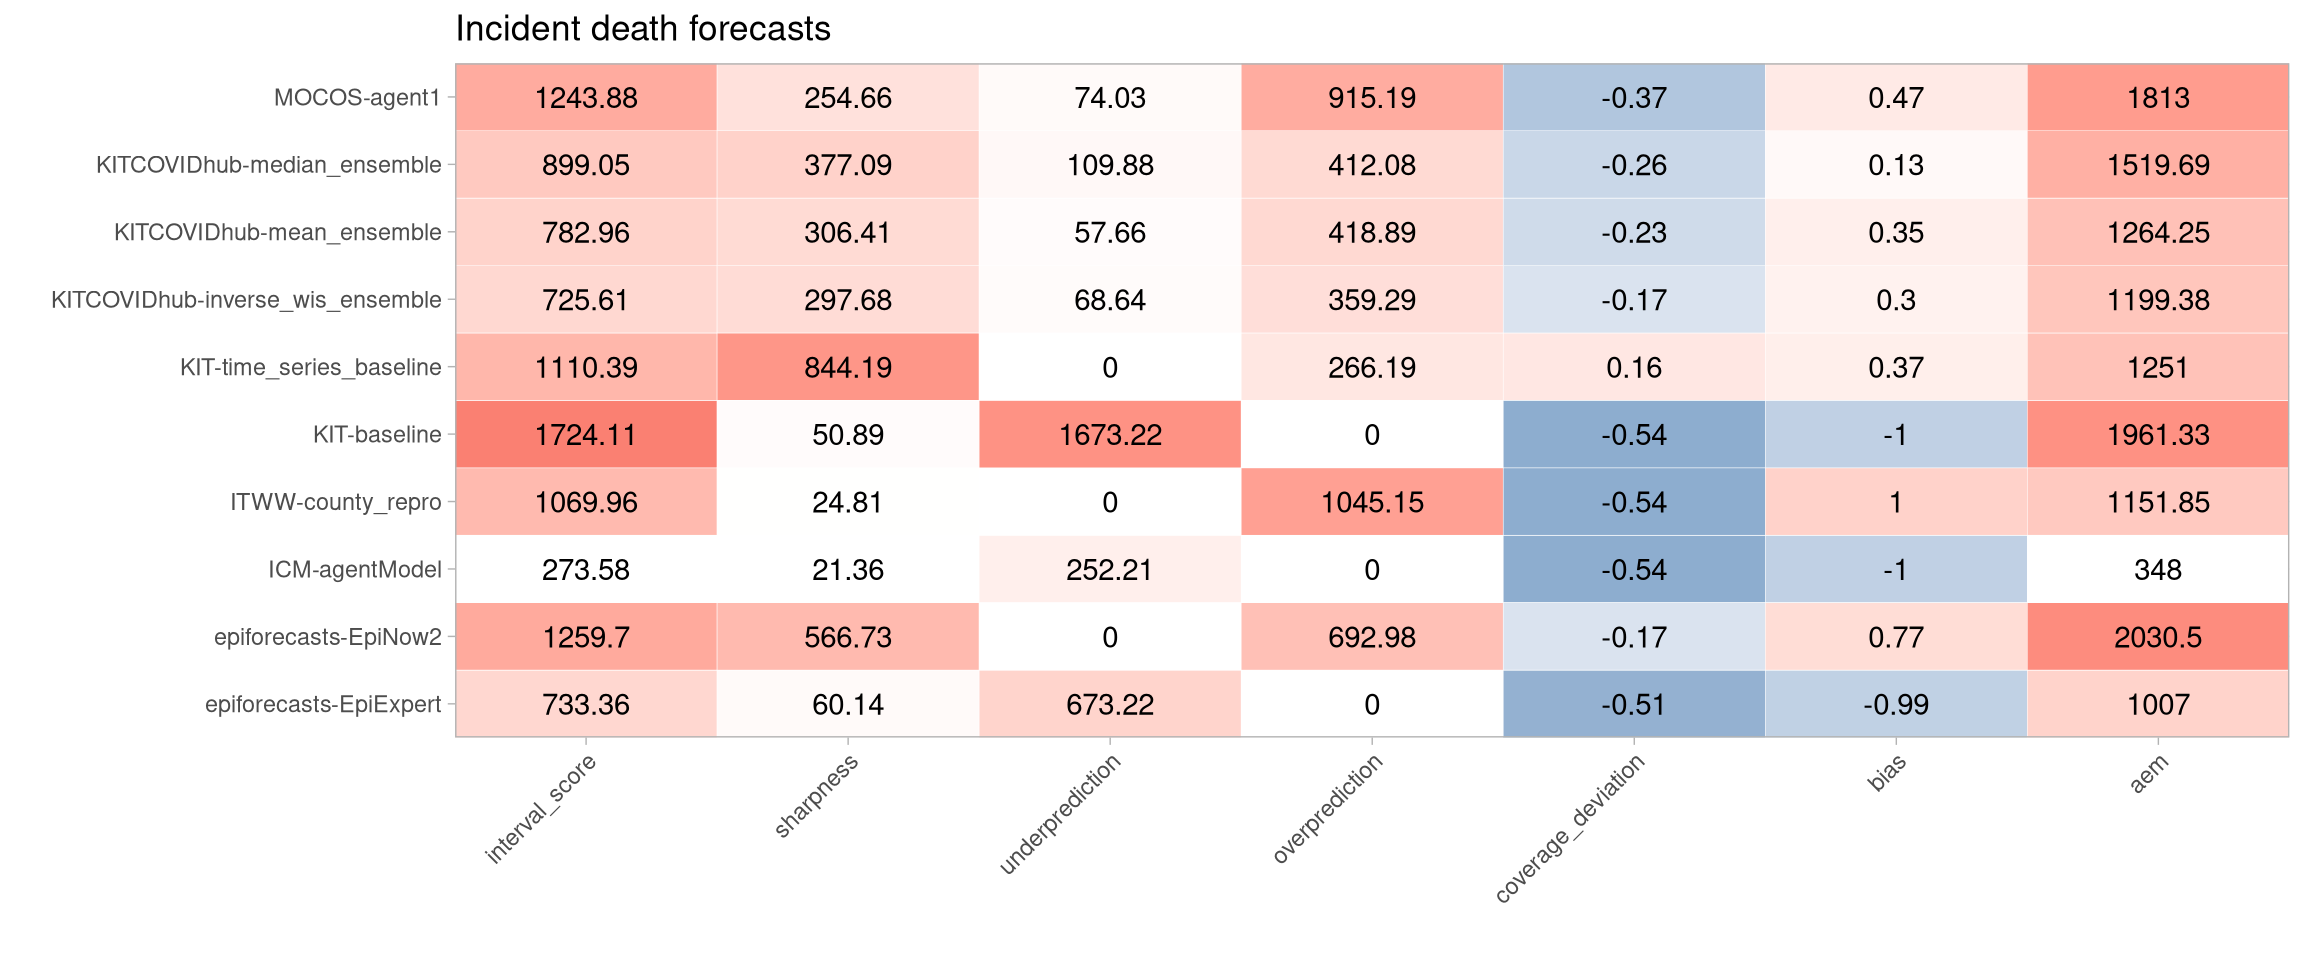 Incident death forecasts
MOCOS-agent1 1243.88 254.66 74.03 915.19 -0.37 0.47 1813
KITCOVIDhub-median_ensemble 899.05 377.09 109.88 412.08 -0.26 0.13 1519.69
KITCOVIDhub-mean_ensemble 782.96 306.41 57.66 418.89 -0.23 0.35 1264.25
KITCOVIDhub-inverse_wis_ensemble 725.61 297.68 68.64 359.29 -0.17 0.3 1199.38
KIT-time_series_baseline 1110.39 844.19 0 266.19 0.16 0.37 1251
KIT-baseline 1724.11 50.89 1673.22 0 -0.54 -1 1961.33
ITWW-county_repro 1069.96 24.81 0 1045.15 -0.54 1 1151.85
ICM-agentModel 273.58 21.36 252.21 0 -0.54 -1 348
epiforecasts-EpiNow2 1259.7 566.73 0 692.98 -0.17 0.77 2030.5
epiforecasts-EpiExpert 733.36 60.14 673.22 0 -0.51 -0.99 1007
interval_score sharpness underprediction overprediction coverage_deviation bias aem